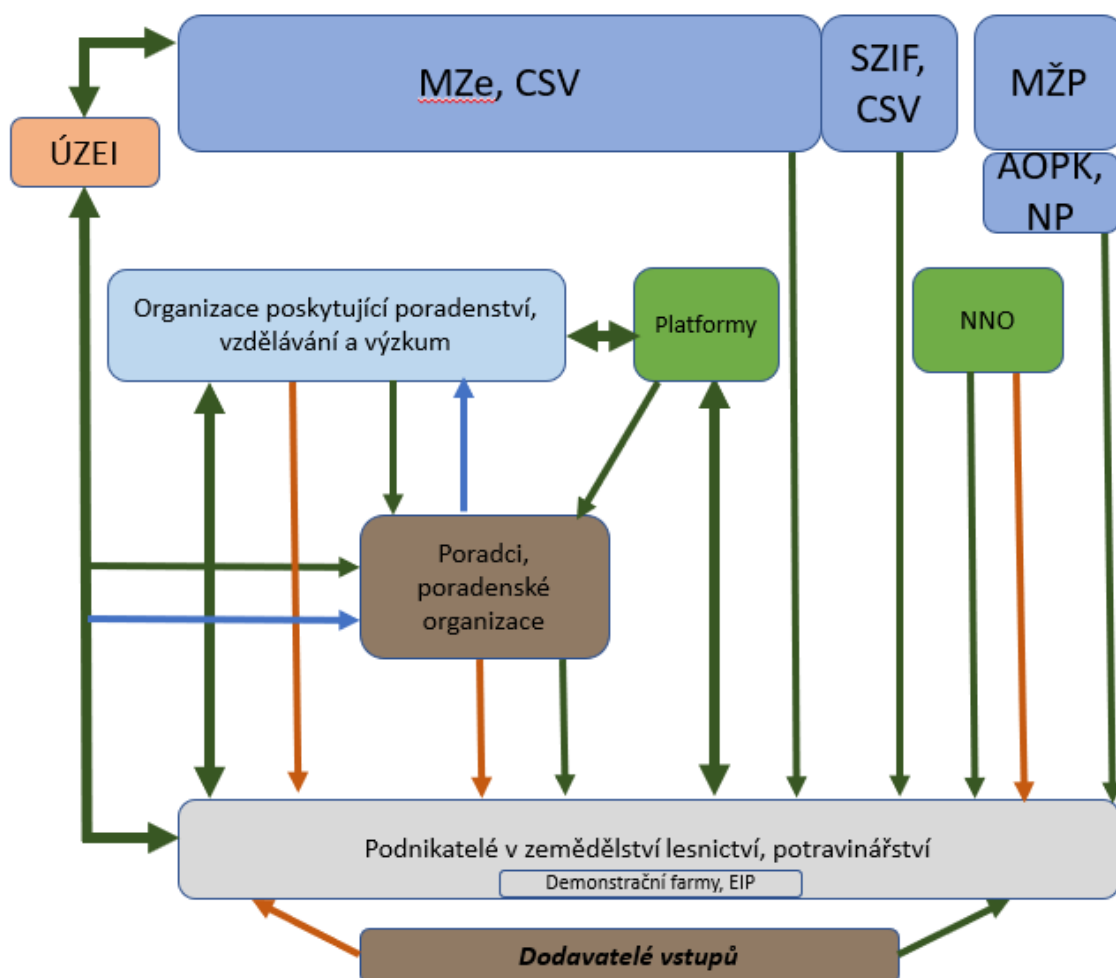 MZe, CSV
SZIF,
CSV
MŽP
ÚZEI
AOPK,
NP
Organizace poskytující poradenství,
vzdělávání a výzkum
Platformy
NNO
Poradci,
poradenské
organizace
Podnikatelé v zemědělství lesnictví, potravinářství
Demonstrační farmy, EIP
Dodavatelé vstupů